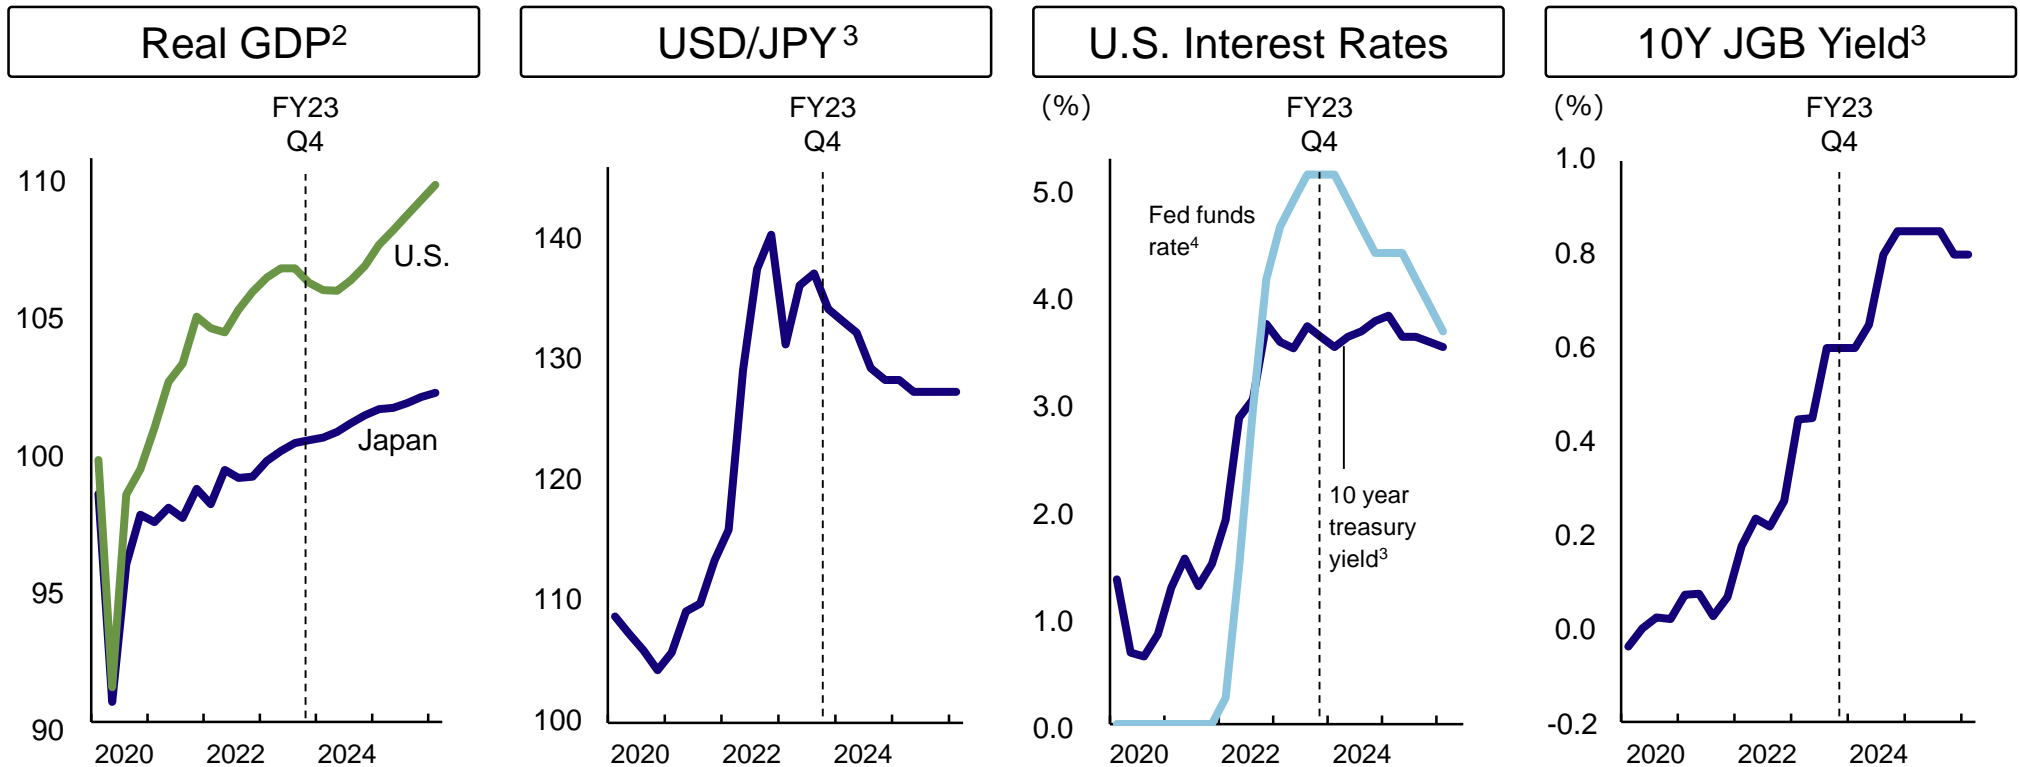 Real GDP²
FY23
Q4
110
105
100
95
90
U.S.
Japan
2020 2022 2024
USD/JPY ³
FY23
Q4
140
130
120
110
100
2020 2022 2024
U.S. Interest Rates
(%)
FY23
Q4
5.0
4.0
3.0
2.0
1.0
0.0
Fed funds
rate⁴
10 year
treasury
yield³
2020 2022 2024
10Y JGB Yield³
(%)
FY23
Q4
1.0
0.8
0.6
0.4
0.2
0.0
-0.2
2020 2022 2024